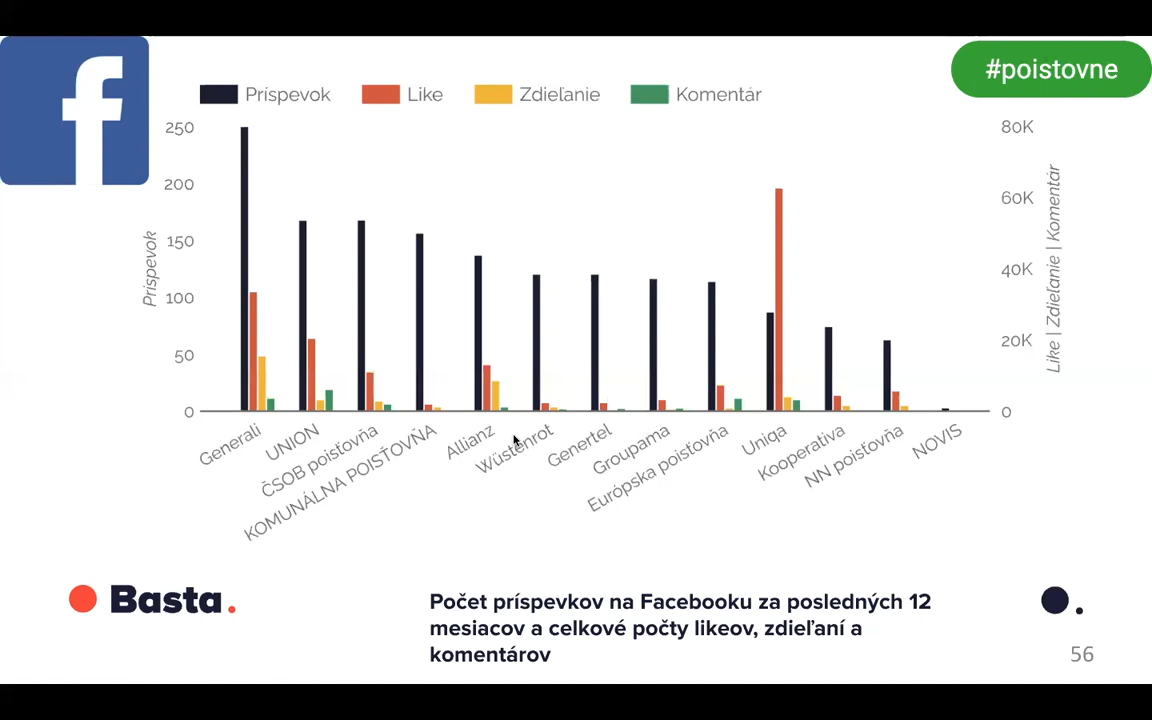 #poistovne
Príspevok Like Zdieľanie Komentár
250
200
150
100
50
0
Príspevok
80K
60K
40K
20K
0
Like | Zdieľanie | Komentár
Generali
UNION
ČSOB poisťovňa
KOMUNÁLNA POISŤOVŇA
Allianz
Wüstenrot
Genertel
Groupama
Európska poisťovňa
Uniqa
Kooperativa
NN poisťovňa
NOVIS
Basta.
Počet príspevkov na Facebooku za posledných 12
mesiacov a celkové počty likeov, zdieľaní a
komentárov
56